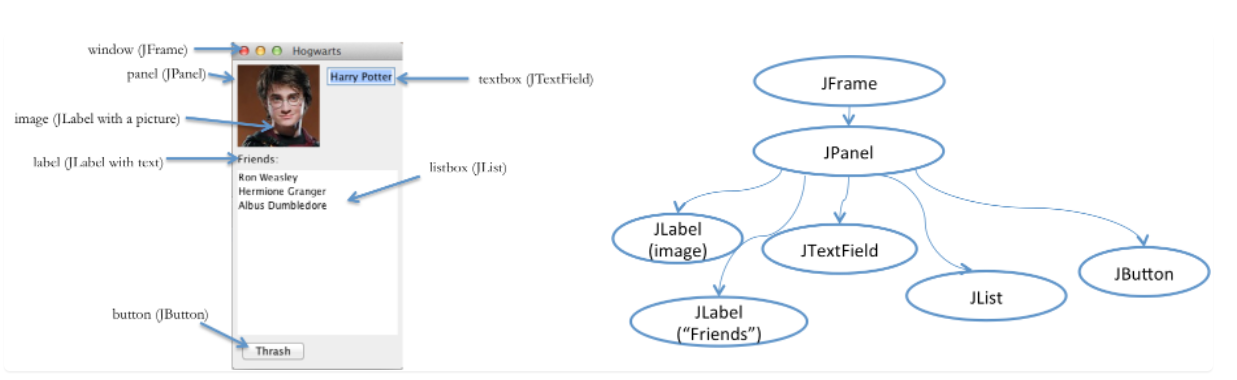 window (JFrame)
Hogwarts
panel (JPanel)
Harry Potter
textbox (JTextField)
image (JLabel with a picture)
label (JLabel with text)
Friends:
listbox (JList)
Ron Weasley
Hermione Granger
Albus Dumbledore
button (JButton)
Thrash
JFrame
JPanel
JLabel
(image)
JTextField
JLabel
(“Friends”)
JList
JButton